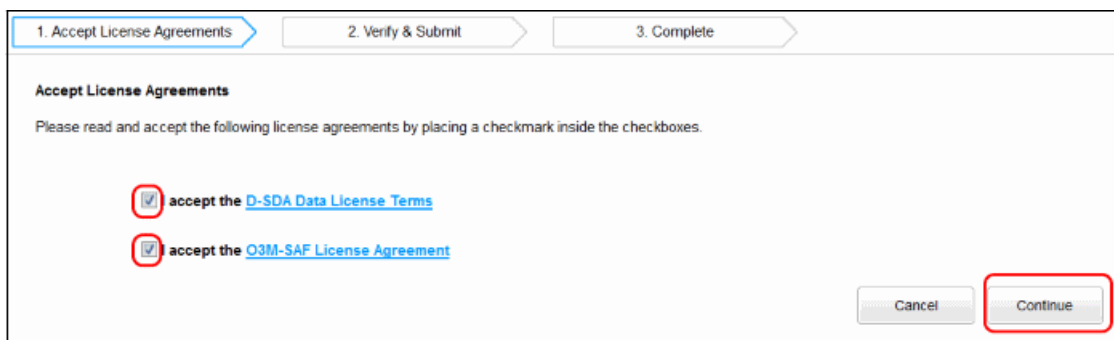 1. Accept License Agreements 2. Verify & Submit 3. Complete
Accept License Agreements
Please read and accept the following license agreements by placing a checkmark inside the checkboxes.
I accept the D-SDA Data License Terms
I accept the O3M-SAF License Agreement
Cancel Continue